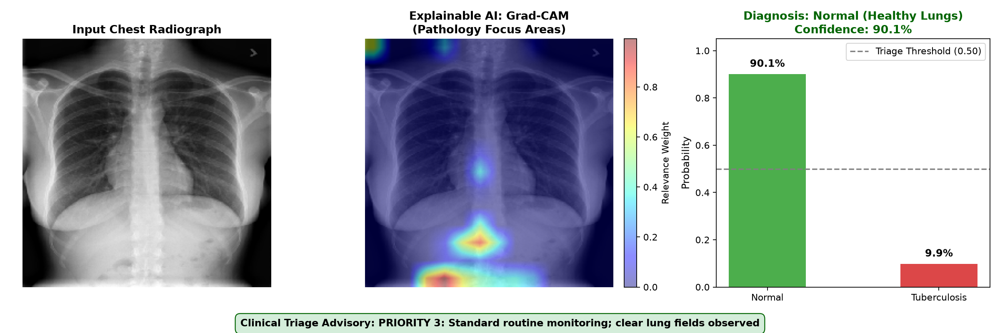 Input Chest Radiograph
Explainable AI: Grad-CAM
(Pathology Focus Areas)
0.8
0.6
0.4
0.2
0.0
Relevance Weight
Diagnosis: Normal (Healthy Lungs)
Confidence: 90.1%
Triage Threshold (0.50)
1.0
0.8
0.6
0.4
0.2
0.0
Probability
90.1%
9.9%
Normal
Tuberculosis
Clinical Triage Advisory: PRIORITY 3: Standard routine monitoring; clear lung fields observed